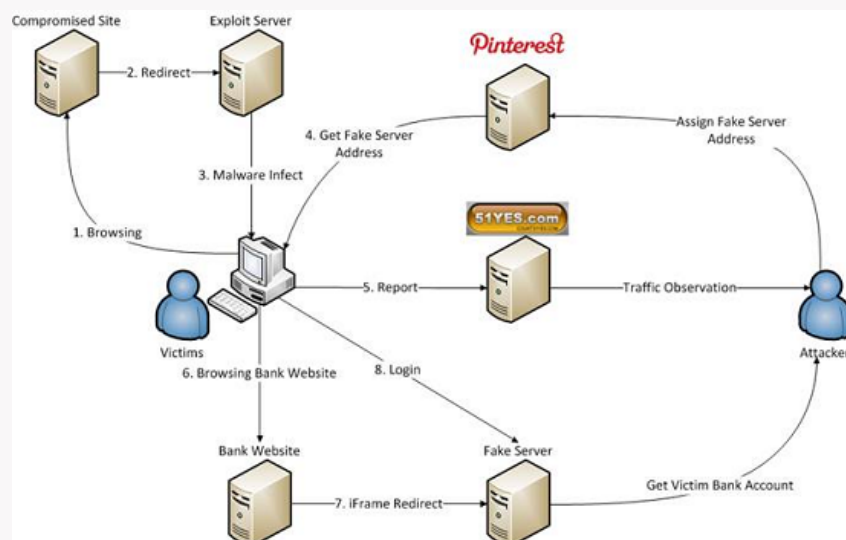 Compromised Site
Exploit Server
Pinterest
2. Redirect
4. Get Fake Server
Address
Assign Fake Server
Address
3. Malware Infect
51YES.com
1. Browsing
5. Report
Traffic Observation
Victims
Attacker
6. Browsing Bank Website
8. Login
Bank Website
Fake Server
7. iFrame Redirect
Get Victim Bank Account